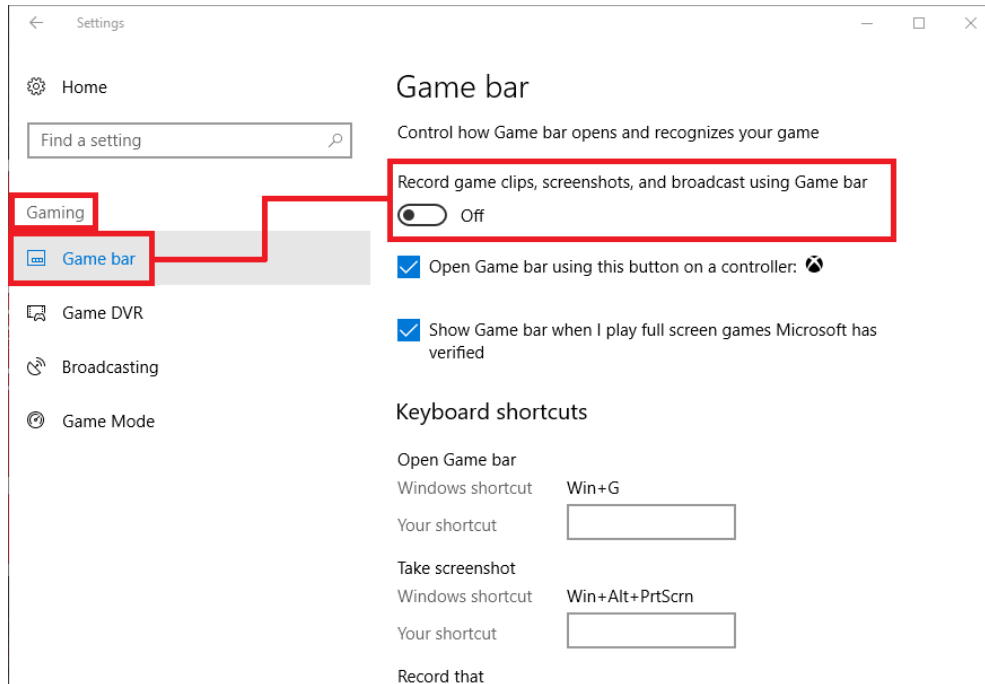 Settings
Home
Find a setting
Gaming
Game bar
Game DVR
Broadcasting
Game Mode
Game bar
Control how Game bar opens and recognizes your game
Record game clips, screenshots, and broadcast using Game bar
Off
Open Game bar using this button on a controller:
Show Game bar when I play full screen games Microsoft has
verified
Keyboard shortcuts
Open Game bar
Windows shortcut Win+G
Your shortcut
Take screenshot
Windows shortcut Win+Alt+PrtScrn
Your shortcut
Record that